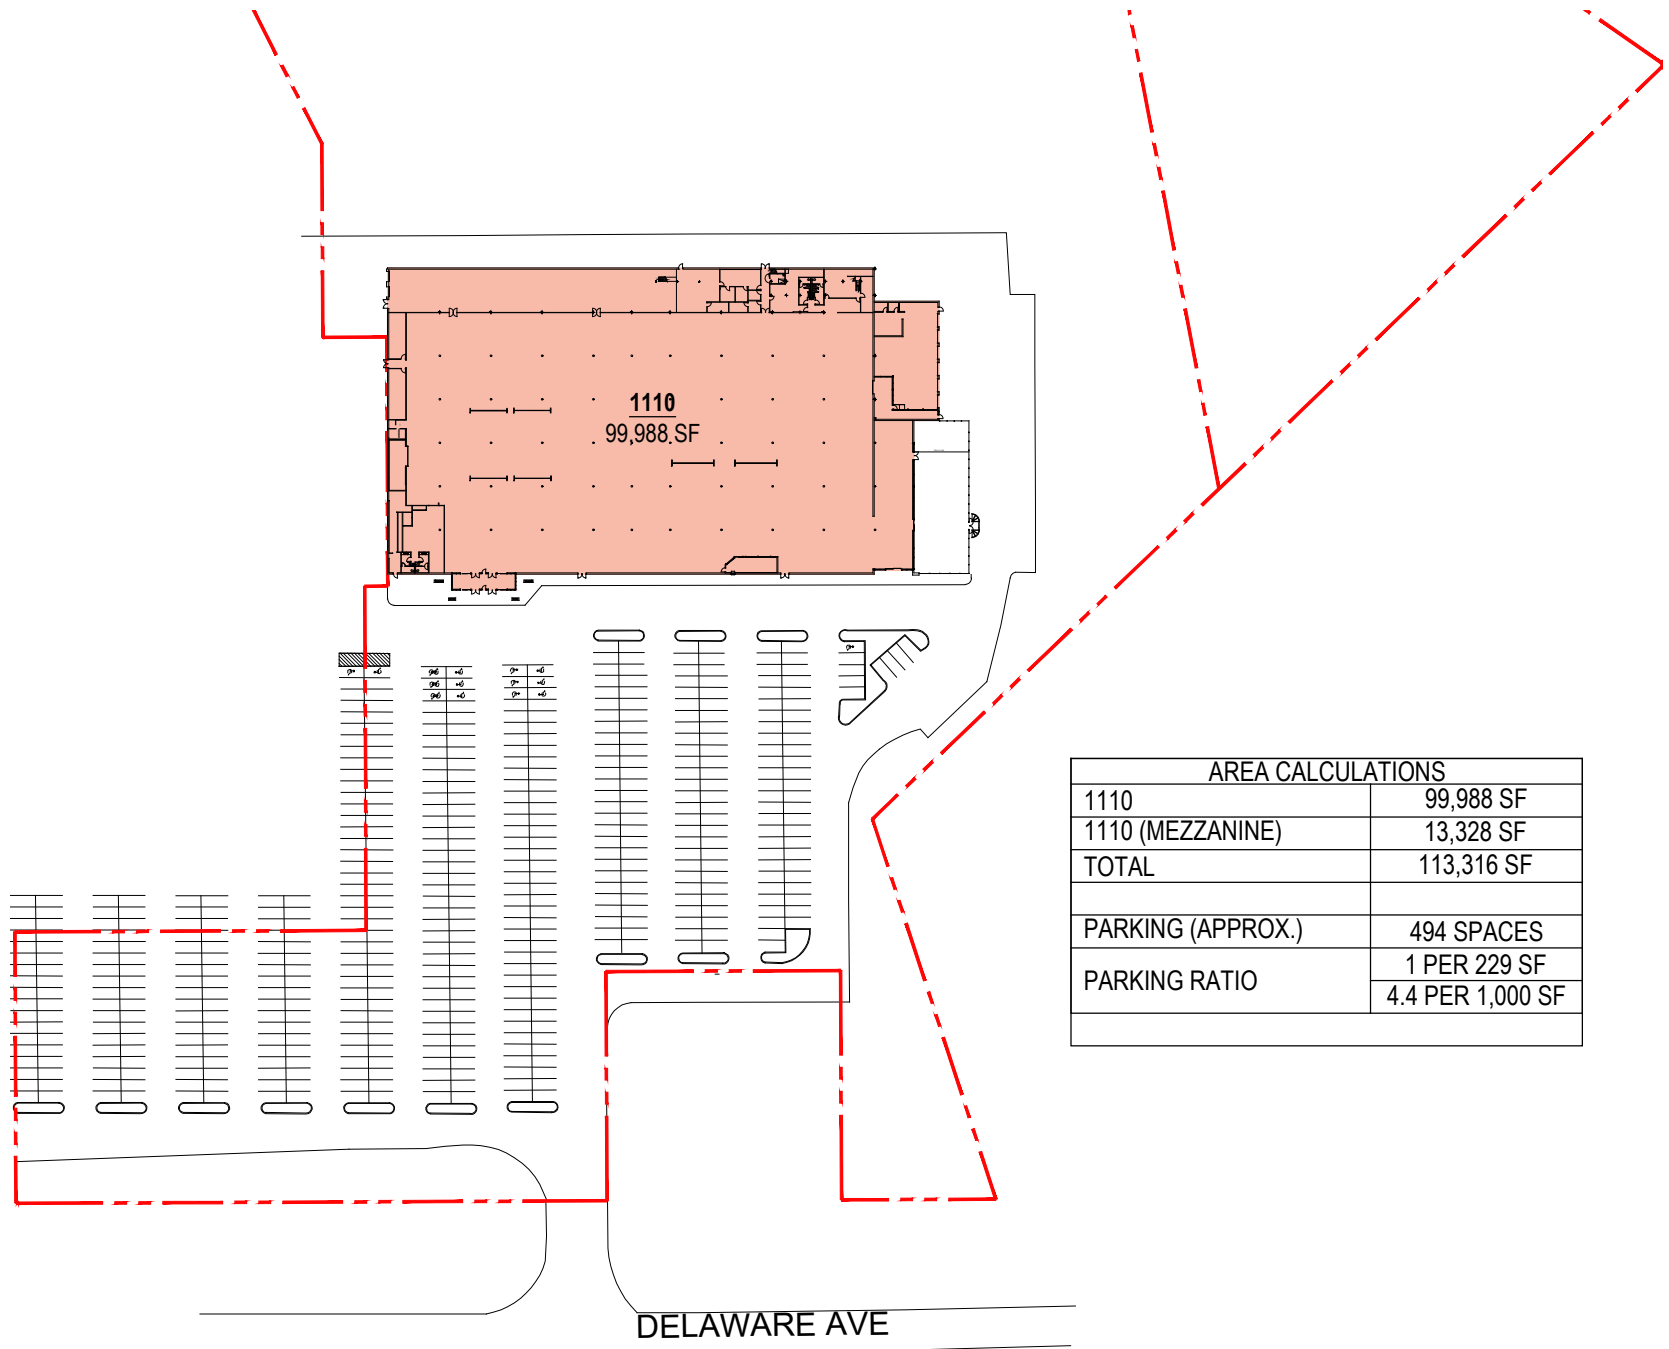 1110
99,988 SF
AREA CALCULATIONS
1110 99,988 SF
1110 (MEZZANINE) 13,328 SF
TOTAL 113,316 SF
PARKING (APPROX.) 494 SPACES
PARKING RATIO 1 PER 229 SF
4.4 PER 1,000 SF
DELAWARE AVE